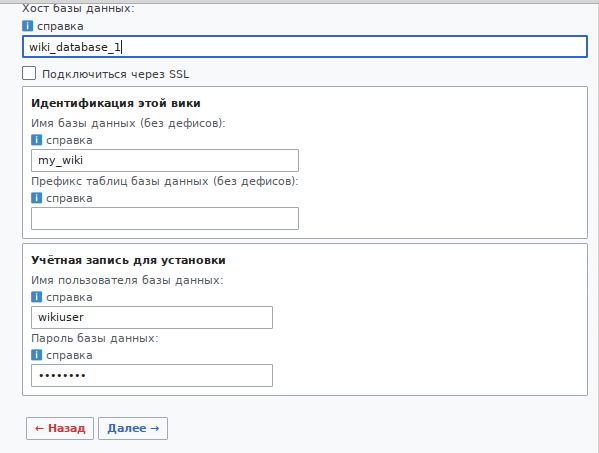 Хост базы данных:
справка
wiki_database_1
Подключиться через SSL
Идентификация этой вики
Имя базы данных (без дефисов):
справка
my_wiki
Префикс таблиц базы данных (без дефисов):
справка
Учётная запись для установки
Имя пользователя базы данных:
справка
wikiuser
Пароль базы данных:
справка
••••••••
← Назад Далее →